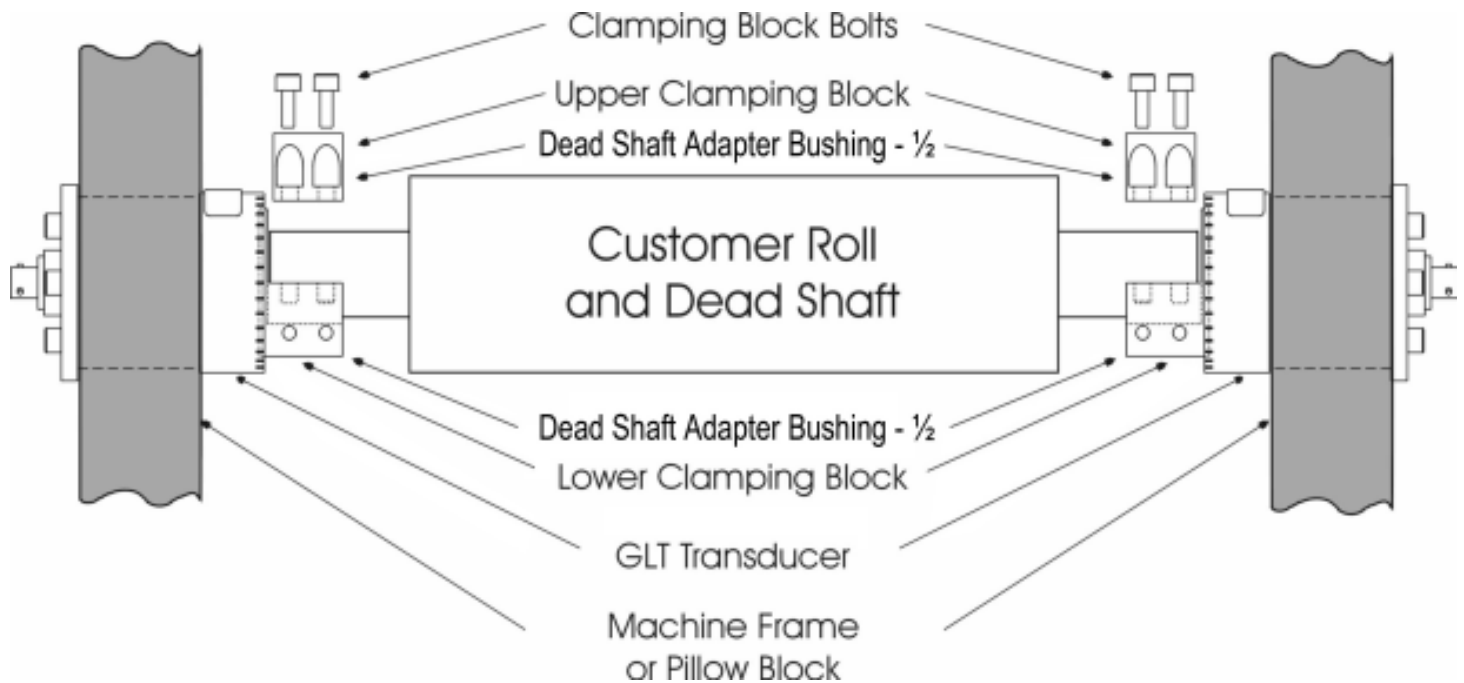 Clamping Block Bolts
Upper Clamping Block
Dead Shaft Adapter Bushing - ½
Customer Roll
and Dead Shaft
Dead Shaft Adapter Bushing - ½
Lower Clamping Block
GLT Transducer
Machine Frame
or Pillow Block